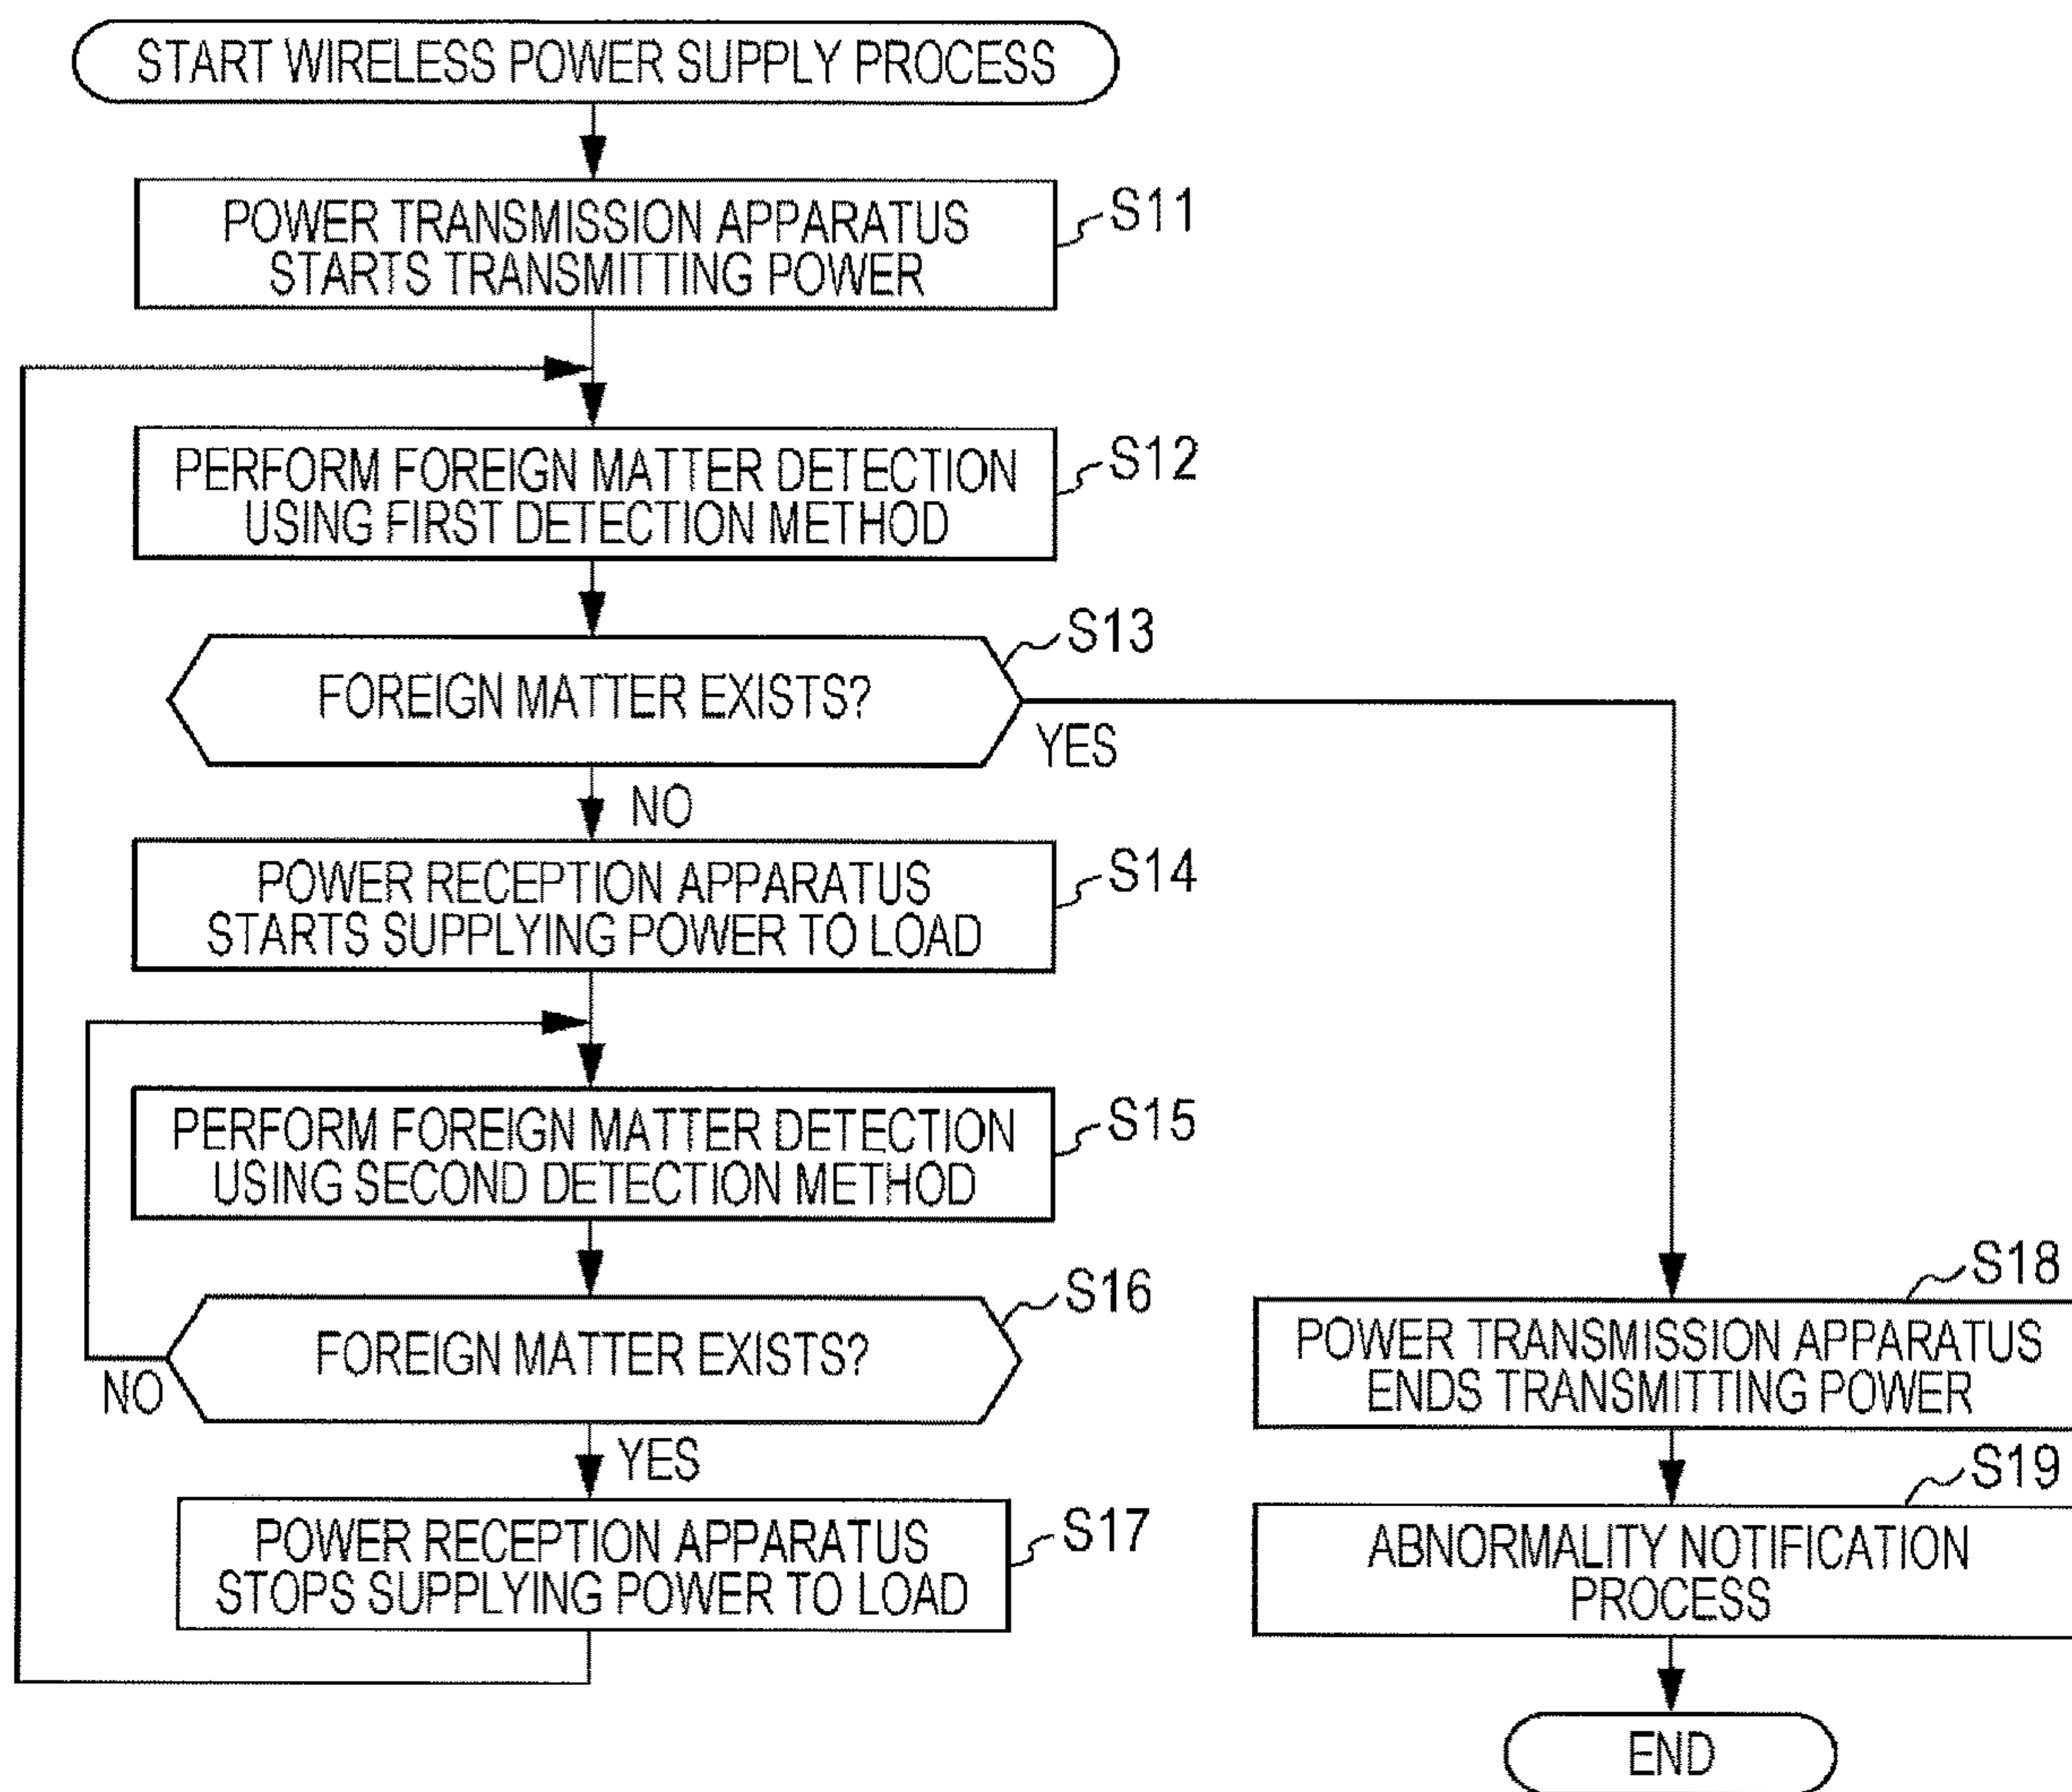 START WIRELESS POWER SUPPLY PROCESS
POWER TRANSMISSION APPARATUS
STARTS TRANSMITTING POWER
S11
PERFORM FOREIGN MATTER DETECTION
USING FIRST DETECTION METHOD
S12
FOREIGN MATTER EXISTS?
S13
YES
NO
POWER RECEPTION APPARATUS
STARTS SUPPLYING POWER TO LOAD
S14
PERFORM FOREIGN MATTER DETECTION
USING SECOND DETECTION METHOD
S15
FOREIGN MATTER EXISTS?
S16
NO
YES
POWER RECEPTION APPARATUS
STOPS SUPPLYING POWER TO LOAD
S17
S18
POWER TRANSMISSION APPARATUS
ENDS TRANSMITTING POWER
S19
ABNORMALITY NOTIFICATION
PROCESS
END